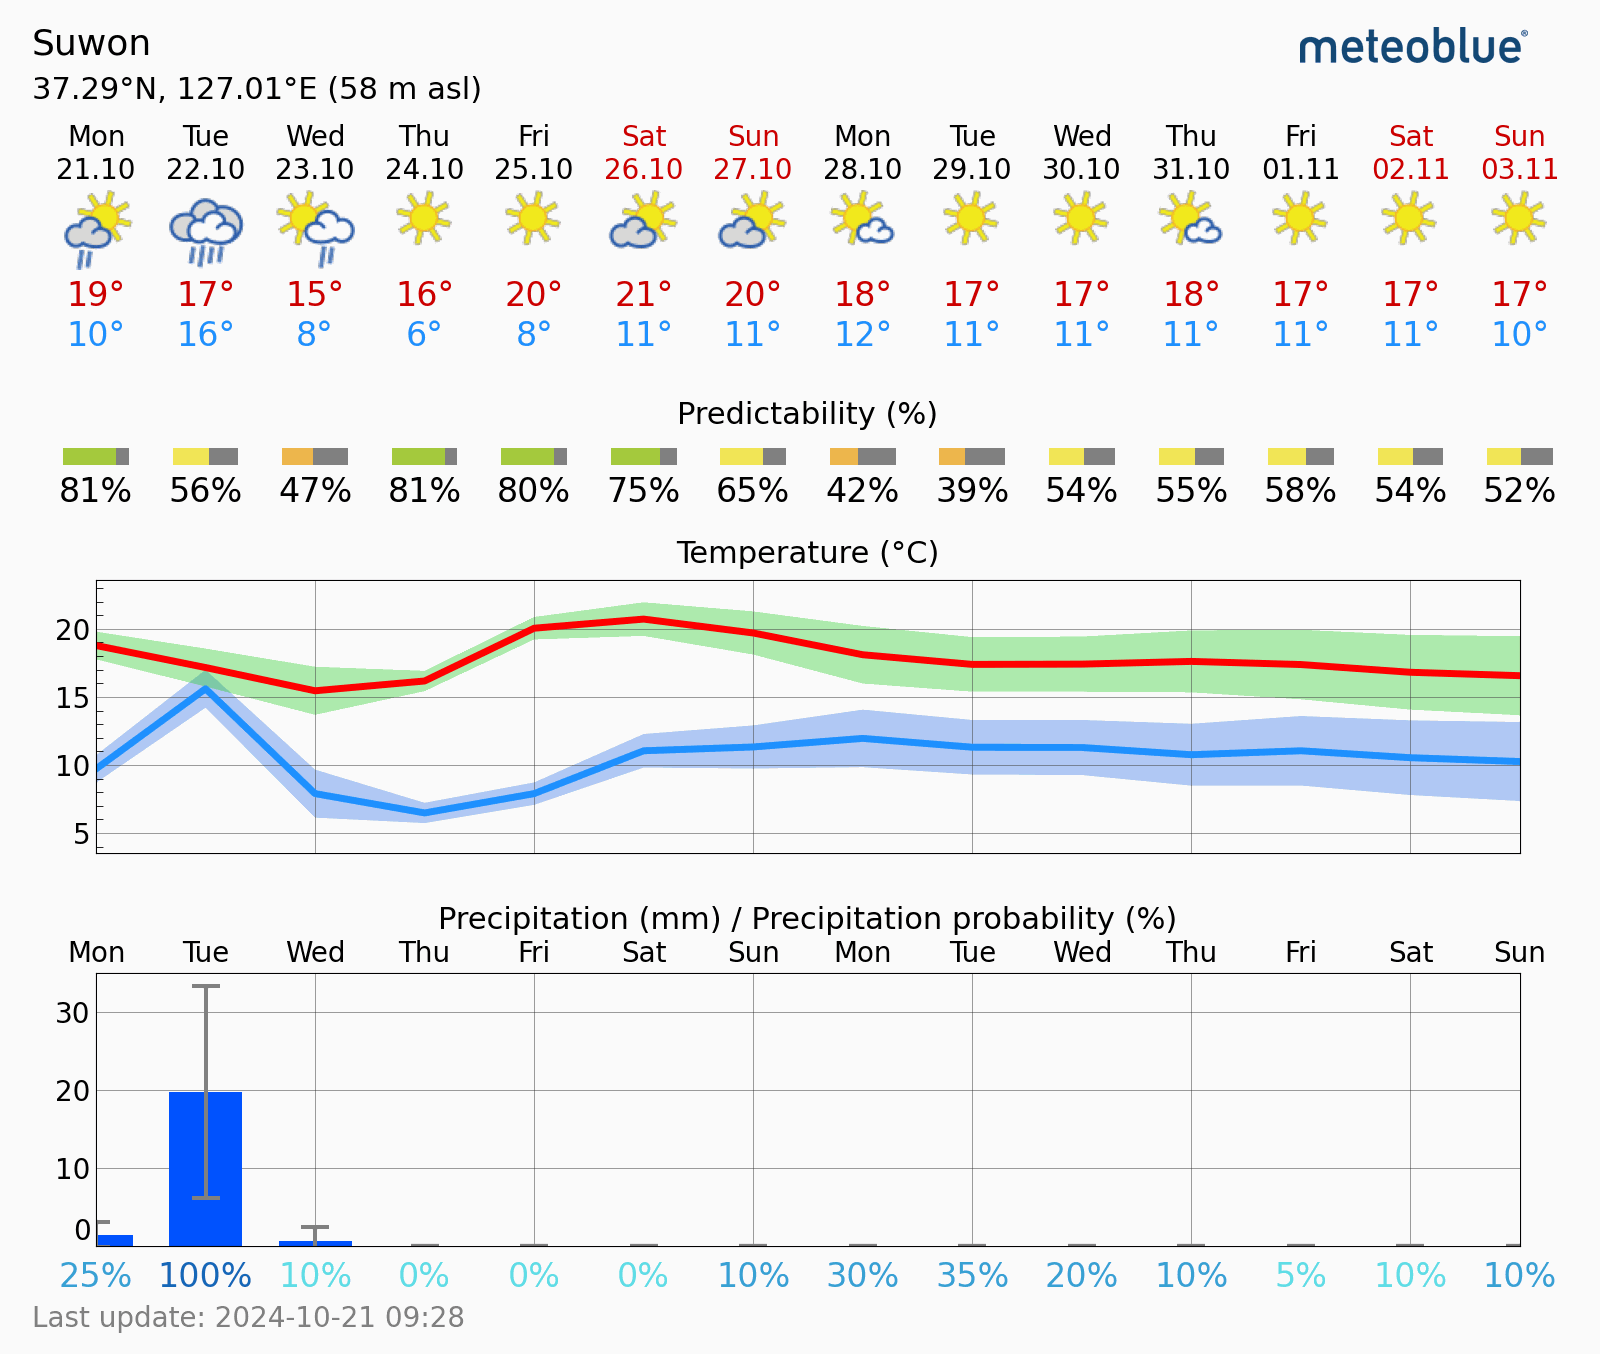 Suwon
meteoblue®
37.29°N, 127.01°E (58 m asl)
Mon Tue Wed Thu Fri Sat Sun Mon Tue Wed Thu Fri Sat Sun
21.10 22.10 23.10 24.10 25.10 26.10 27.10 28.10 29.10 30.10 31.10 01.11 02.11 03.11
19° 17° 15° 16° 20° 21° 20° 18° 17° 17° 18° 17° 17° 17°
10° 16° 8° 6° 8° 11° 11° 12° 11° 11° 11° 11° 11° 10°
Predictability (%)
81% 56% 47% 81% 80% 75% 65% 42% 39% 54% 55% 58% 54% 52%
Temperature (°C)
20
15
10
5
Precipitation (mm) / Precipitation probability (%)
Mon Tue Wed Thu Fri Sat Sun Mon Tue Wed Thu Fri Sat Sun
30
20
10
0
25% 100% 10% 0% 0% 0% 10% 30% 35% 20% 10% 5% 10% 10%
Last update: 2024-10-21 09:28